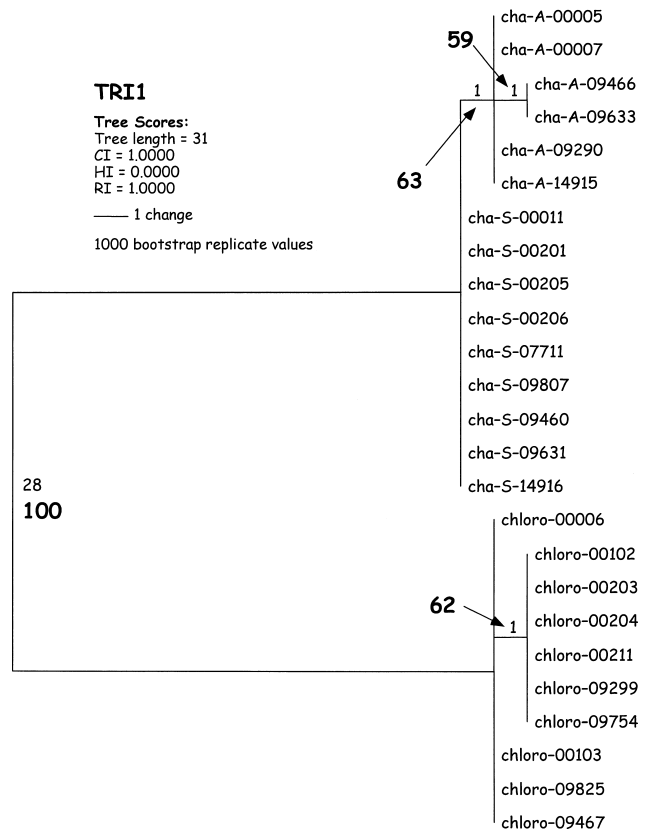 cha-A-00005
59
cha-A-00007
TRI1
1
1
cha-A-09466
Tree Scores:
cha-A-09633
Tree length = 31
CI = 1.0000
cha-A-09290
HI = 0.0000
63
cha-A-14915
RI = 1.0000
1 change
cha-S-00011
1000 bootstrap replicate values
cha-S-00201
cha-S-00205
cha-S-00206
cha-S-07711
cha-S-09807
cha-S-09460
cha-S-09631
28
cha-S-14916
100
chloro-00006
chloro-00102
chloro-00203
62
1
chloro-00204
chloro-00211
chloro-09299
chloro-09754
chloro-00103
chloro-09825
chloro-09467